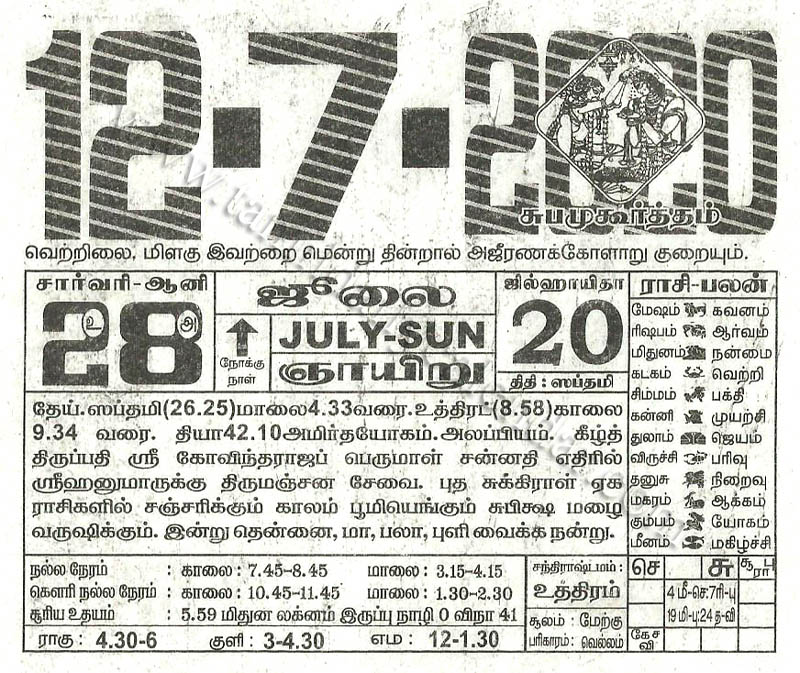 12-7-2020
சுபமுகூர்த்தம்
வெற்றிலை, மிளகு இவற்றை மென்று தின்றால் அஜீரணக்கோளாறு குறையும்.
சார்வரி-ஆனி
28
உ அ
நோக்கு நாள்
ஜூலை
JULY-SUN
ஞாயிறு
ஜில்ஹாயிதா
20
திதி : ஸப்தமி
ராசி-பலன்
மேஷம் கவனம்
ரிஷபம் ஆர்வம்
மிதுனம் நன்மை
கடகம் வெற்றி
சிம்மம் பக்தி
கன்னி முயற்சி
துலாம் ஜெயம்
விருச்சி பரிவு
தனுசு நிறைவு
மகரம் ஆக்கம்
கும்பம் யோகம்
மீனம் மகிழ்ச்சி
தேய். ஸப்தமி(26.25)மாலை4.33வரை.உத்திரட்(8.58)காலை
9.34 வரை. தியா42.10அமிர்தயோகம்.அலப்பியம். கீழ்த்
திருப்பதி ஸ்ரீ கோவிந்தராஜப் பெருமாள் சன்னதி எதிரில்
ஸ்ரீஹனுமாருக்கு திருமஞ்சன சேவை. புத சுக்கிராள் ஏக
ராசிகளில் சஞ்சரிக்கும் காலம் பூமியெங்கும் சுபிக்ஷ மழை
வருஷிக்கும். இன்று தென்னை, மா, பலா, புளி வைக்க நன்று.
நல்ல நேரம் : காலை: 7.45-8.45 மாலை: 3.15-4.15
கௌரி நல்ல நேரம் : காலை: 10.45-11.45 மாலை: 1.30-2.30
சூரிய உதயம் : 5.59 மிதுன லக்னம் இருப்பு நாழி 0 விநா 41
ராகு : 4.30-6 குளி : 3-4.30 எம : 12-1.30
சந்திராஷ்டமம் :
உத்திரம்
சூலம் : மேற்கு
பரிகாரம் : வெல்லம்
செ சு சூ பு ரா
4 மீ-செ:7ரி-பு
19 மி-பு:24 த-வி
கே ச வி